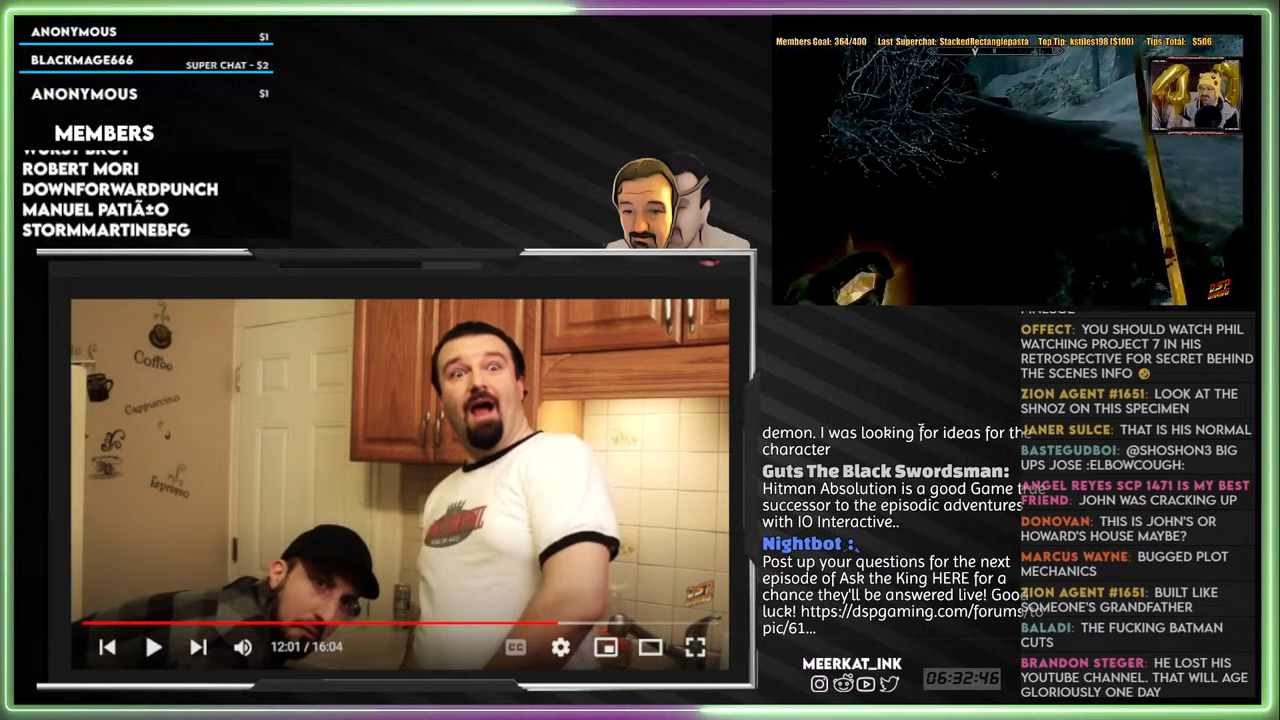 ANONYMOUS $1
BLACKMAGE666 SUPER CHAT - $2
ANONYMOUS $1
MEMBERS
ROBERT MORI
DOWNFORWARDPUNCH
MANUEL PATIÃ±O
STORMMARTINEBFG
Members Goal: 364/400 Last Superchat: StackedRectanglepasta Top Tip: kstiles198 ($100) Tips Total: $506
DSP
GAMING
Coffee
Cappuccino
Espresso
DSP
GAMING
CC
12:01 / 16:04
demon. I was looking for ideas for the
character
Guts The Black Swordsman:
Hitman Absolution is a good Game true
successor to the episodic adventures
with IO Interactive..
Nightbot :
Post up your questions for the next
episode of Ask the King HERE for a
chance they'll be answered live! Good
luck! https://dspgaming.com/forums/to
pic/61...
MEERKAT_INK
06:32:46
OFFECT: YOU SHOULD WATCH PHIL
WATCHING PROJECT 7 IN HIS
RETROSPECTIVE FOR SECRET BEHIND
THE SCENES INFO
ZION AGENT #1651: LOOK AT THE
SHNOZ ON THIS SPECIMEN
JANER SULCE: THAT IS HIS NORMAL
BASTEGUDBOI: @SHOSHON3 BIG
UPS JOSE :ELBOWCOUGH:
ANGEL REYES SCP 1471 IS MY BEST
FRIEND: JOHN WAS CRACKING UP
DONOVAN: THIS IS JOHN'S OR
HOWARD'S HOUSE MAYBE?
MARCUS WAYNE: BUGGED PLOT
MECHANICS
ZION AGENT #1651: BUILT LIKE
SOMEONE'S GRANDFATHER
BALADI: THE FUCKING BATMAN
CUTS
BRANDON STEGER: HE LOST HIS
YOUTUBE CHANNEL. THAT WILL AGE
GLORIOUSLY ONE DAY